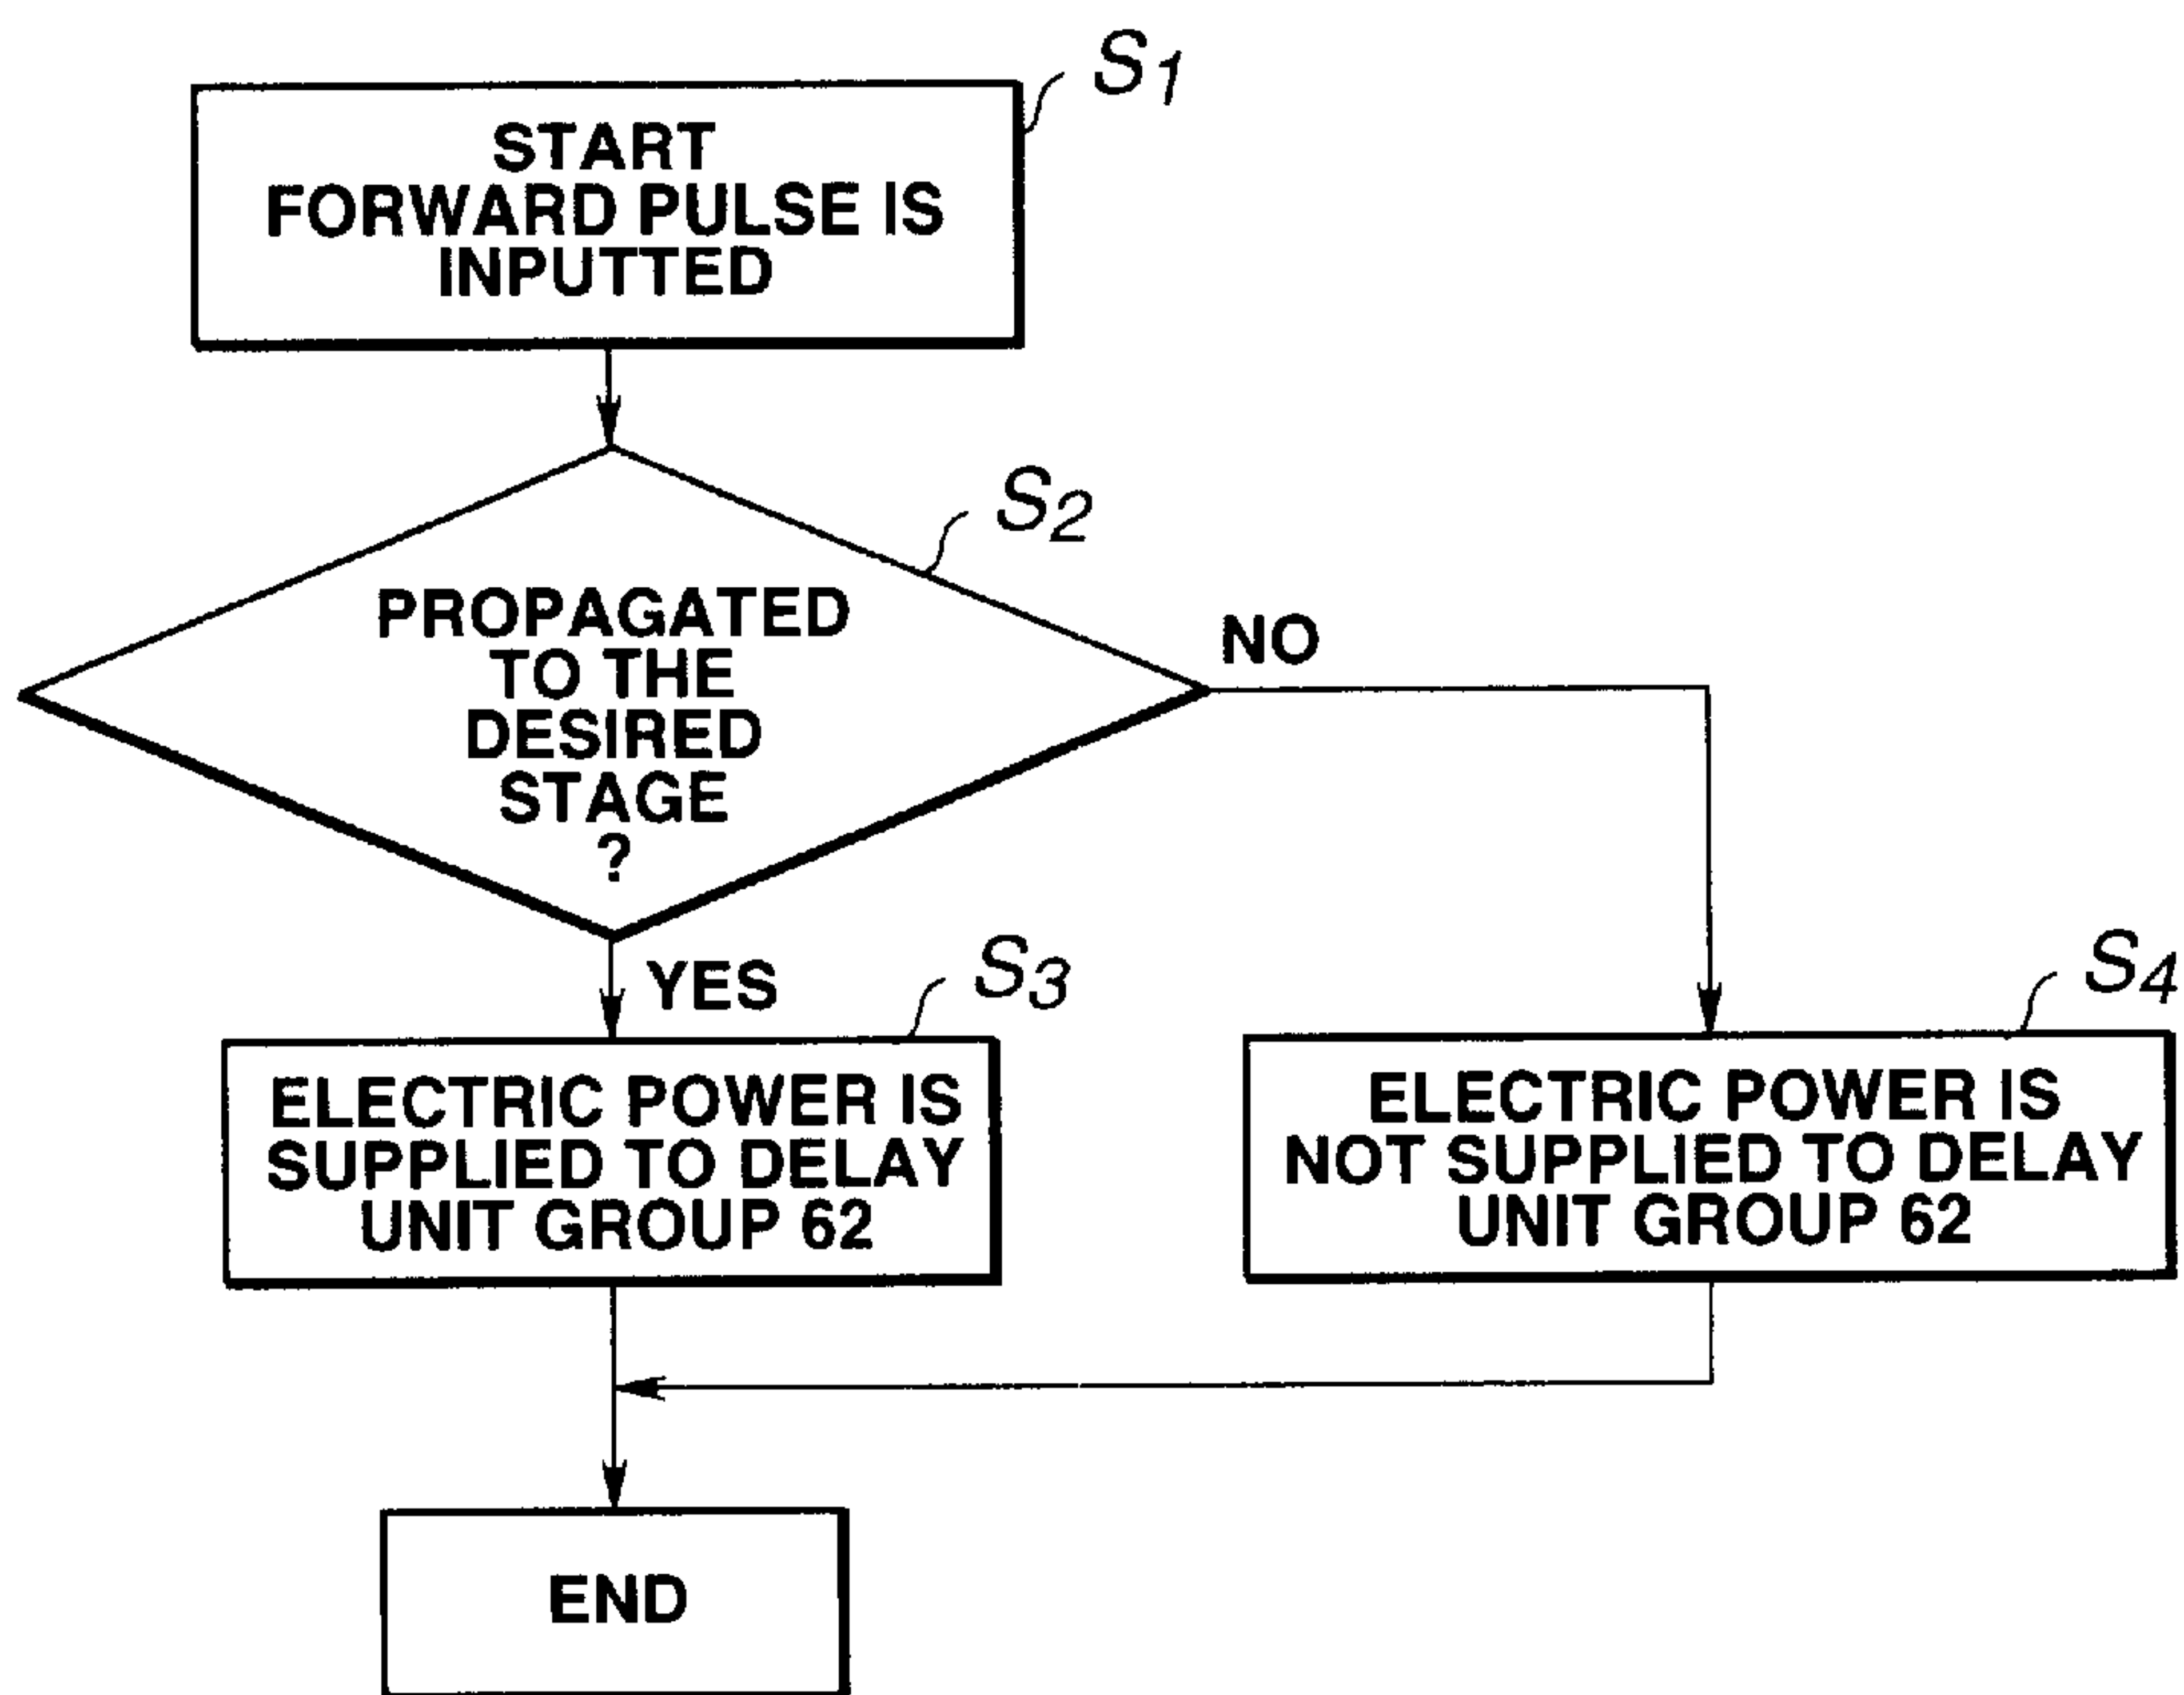 S1
START
FORWARD PULSE IS
INPUTTED
S2
PROPAGATED
TO THE
DESIRED
STAGE
?
NO
YES
S3
ELECTRIC POWER IS
SUPPLIED TO DELAY
UNIT GROUP 62
S4
ELECTRIC POWER IS
NOT SUPPLIED TO DELAY
UNIT GROUP 62
END